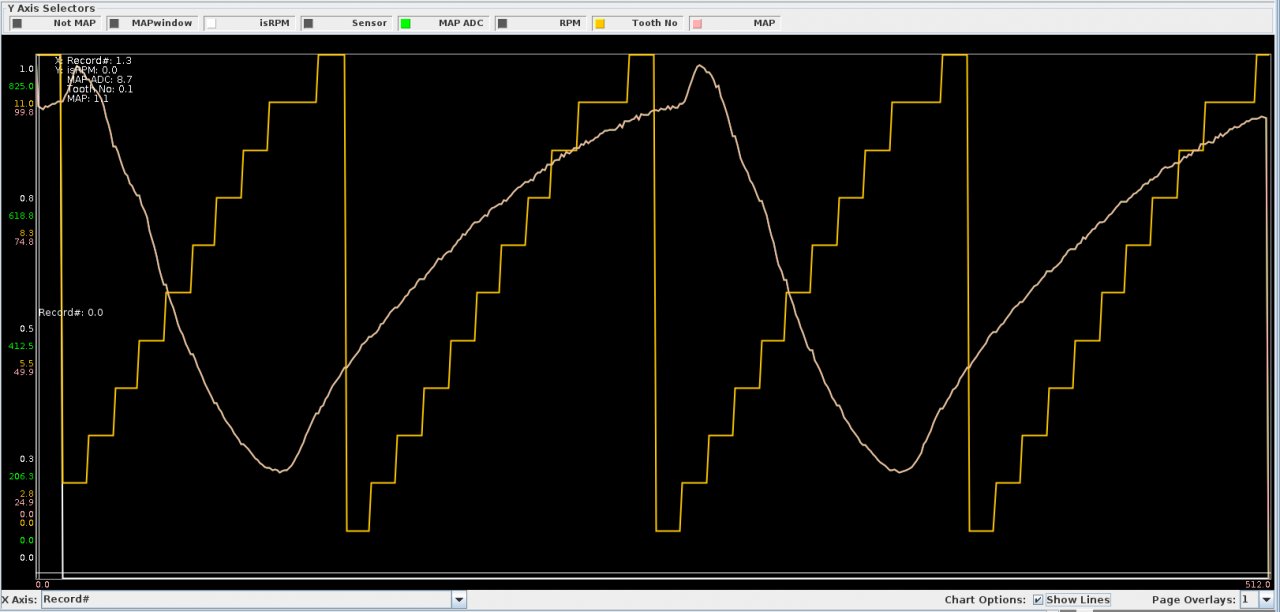 Y Axis Selectors
Not MAP MAPwindow isRPM Sensor MAP ADC RPM Tooth No MAP
X: Record#: 1.3
Y: isRPM: 0.0
MAP ADC: 8.7
Tooth No: 0.1
MAP: 1.1
1.0
825.0
11.0
99.8
0.8
618.8
8.3
74.8
Record#: 0.0
0.5
412.5
5.5
49.9
0.3
206.3
2.8
24.9
0.0
0.0
0.0
0.0
0.0 512.0
X Axis: Record# Chart Options: Show Lines Page Overlays: 1